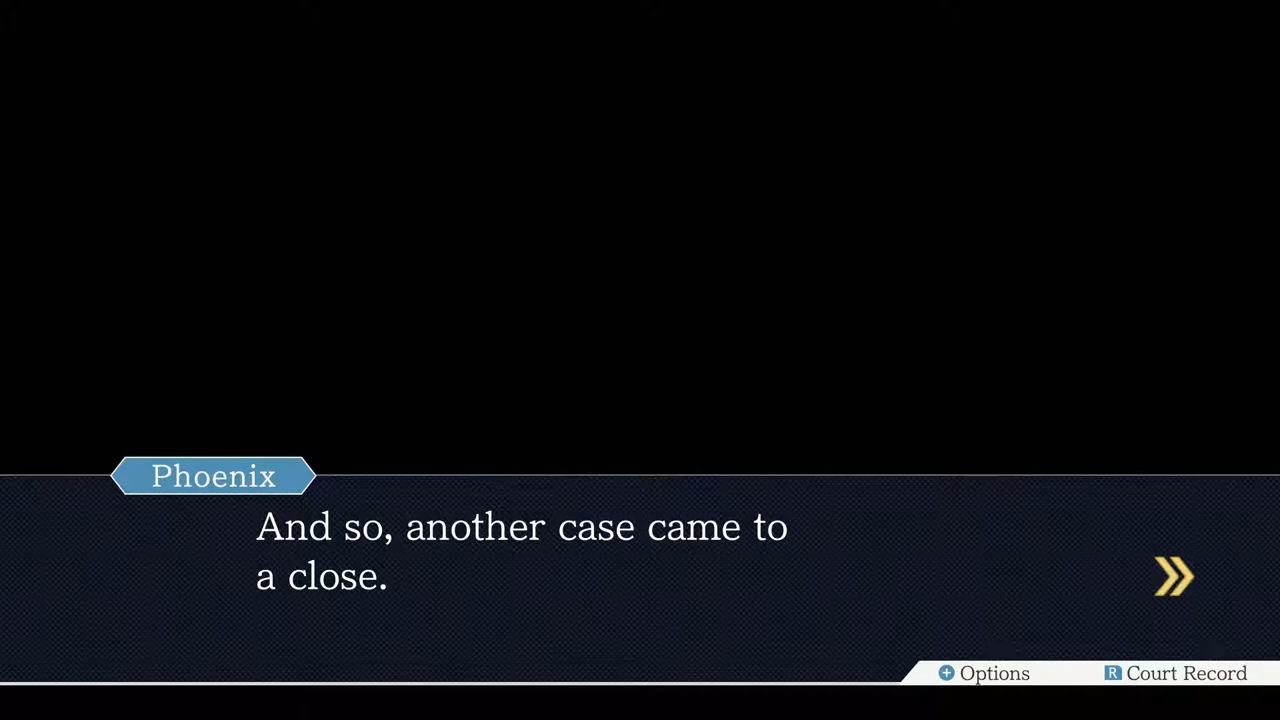 Phoenix
And so, another case came to
a close.
+ Options
R Court Record